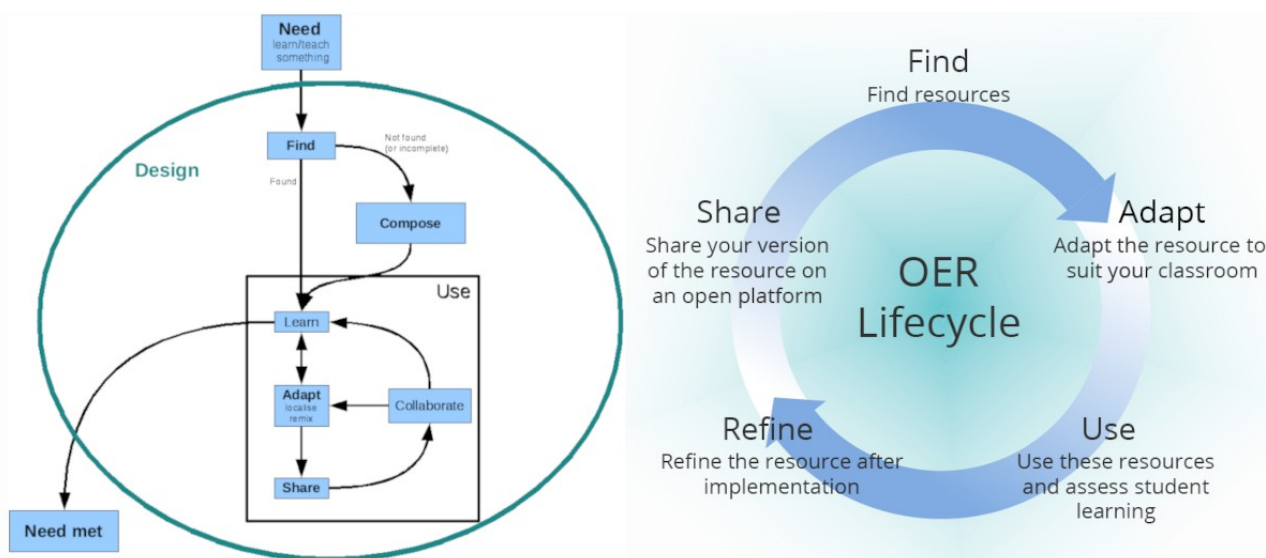 Need
learn/teach
something
Design
Find
Not found
(or incomplete)
Found
Compose
Use
Learn
Adapt
localise
remix
Collaborate
Share
Need met
Find
Find resources
Adapt
Adapt the resource to
suit your classroom
Use
Use these resources
and assess student
learning
Refine
Refine the resource after
implementation
Share
Share your version
of the resource on
an open platform
OER
Lifecycle